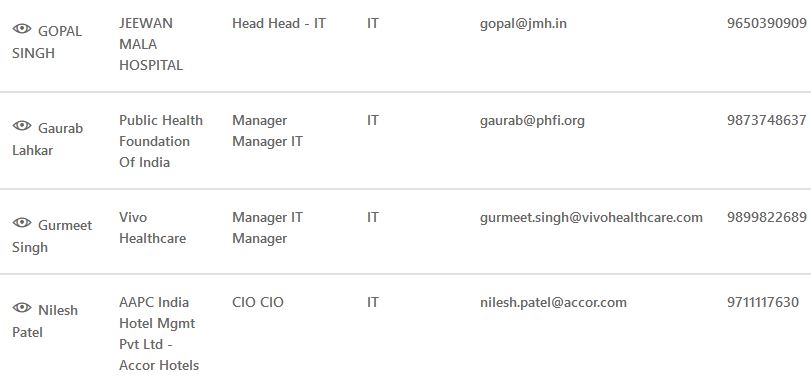 GOPAL SINGH JEEWAN MALA HOSPITAL Head Head - IT IT gopal@jmh.in 9650390909
Gaurab Lahkar Public Health Foundation Of India Manager Manager IT IT gaurab@phfi.org 9873748637
Gurmeet Singh Vivo Healthcare Manager IT Manager IT gurmeet.singh@vivohealthcare.com 9899822689
Nilesh Patel AAPC India Hotel Mgmt Pvt Ltd - Accor Hotels CIO CIO IT nilesh.patel@accor.com 9711117630